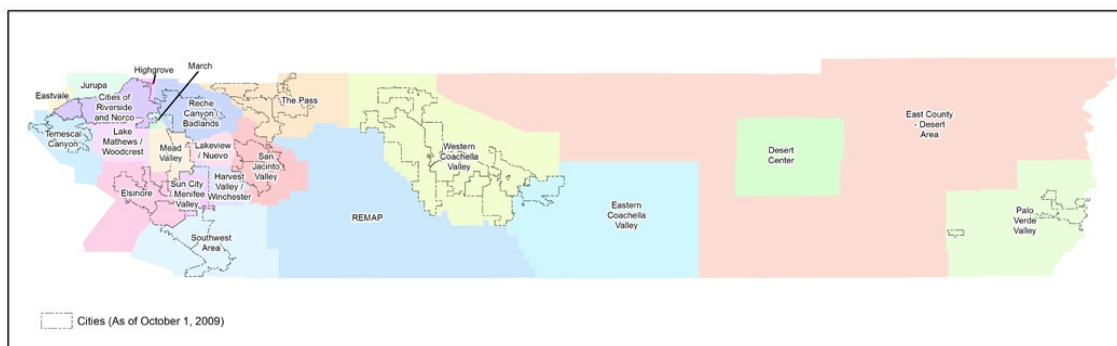 Highgrove
March
Jurupa
Eastvale
Cities of
Riverside
and Norco
Reche
Canyon /
Badlands
The Pass
Temescal
Canyon
Lake
Mathews /
Woodcrest
Mead
Valley
Lakeview
/ Nuevo
San
Jacinto
Valley
Western
Coachella
Valley
East County
- Desert
Area
Desert
Center
Elsinore
Sun City
/ Menifee
Valley
Harvest
Valley /
Winchester
REMAP
Eastern
Coachella
Valley
Palo
Verde
Valley
Southwest
Area
Cities (As of October 1, 2009)